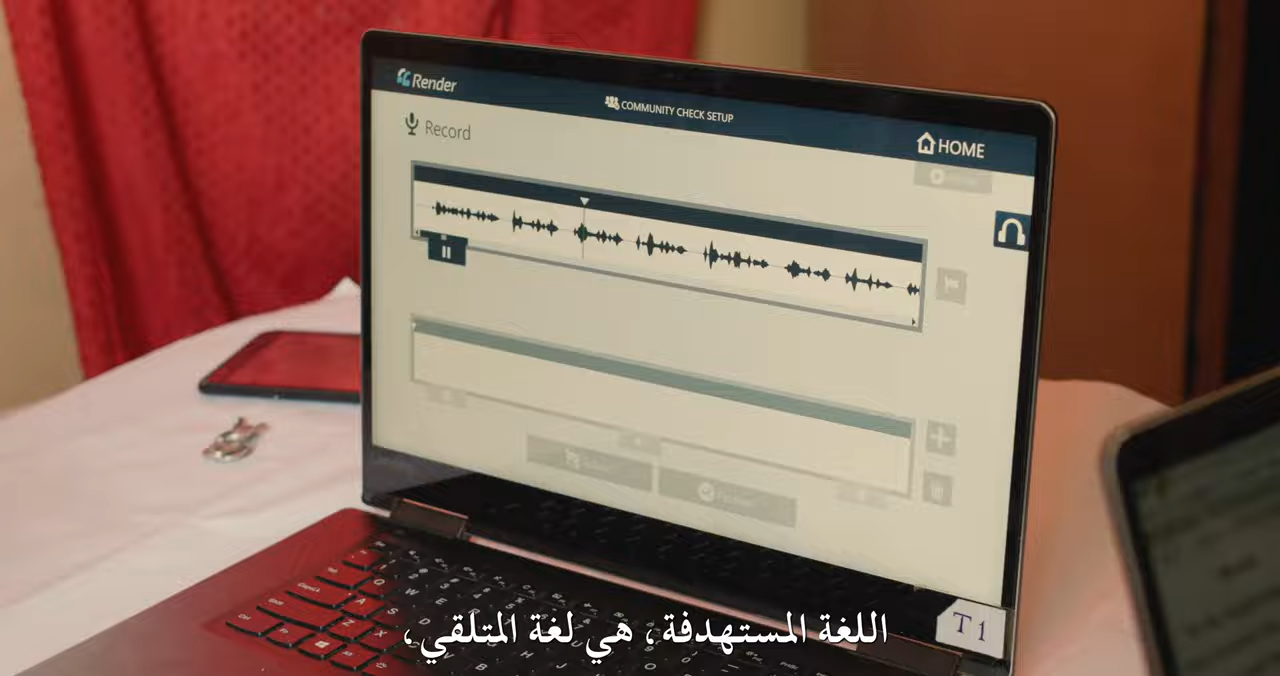 Render
COMMUNITY CHECK SETUP
HOME
Record
T1
اللغة المستهدفة، هي لغة المتلقي،